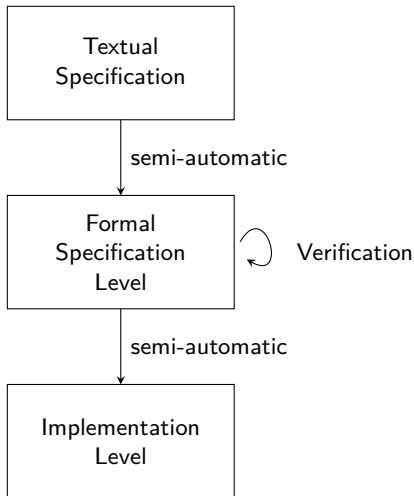 Textual
Specification
semi-automatic
Formal
Specification
Level
Verification
semi-automatic
Implementation
Level